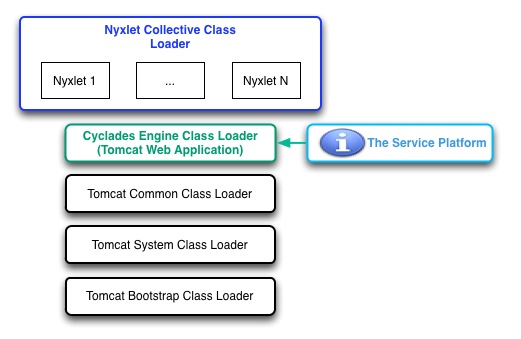 Nyxlet Collective Class
Loader
Nyxlet 1
...
Nyxlet N
Cyclades Engine Class Loader
(Tomcat Web Application)
i
The Service Platform
Tomcat Common Class Loader
Tomcat System Class Loader
Tomcat Bootstrap Class Loader